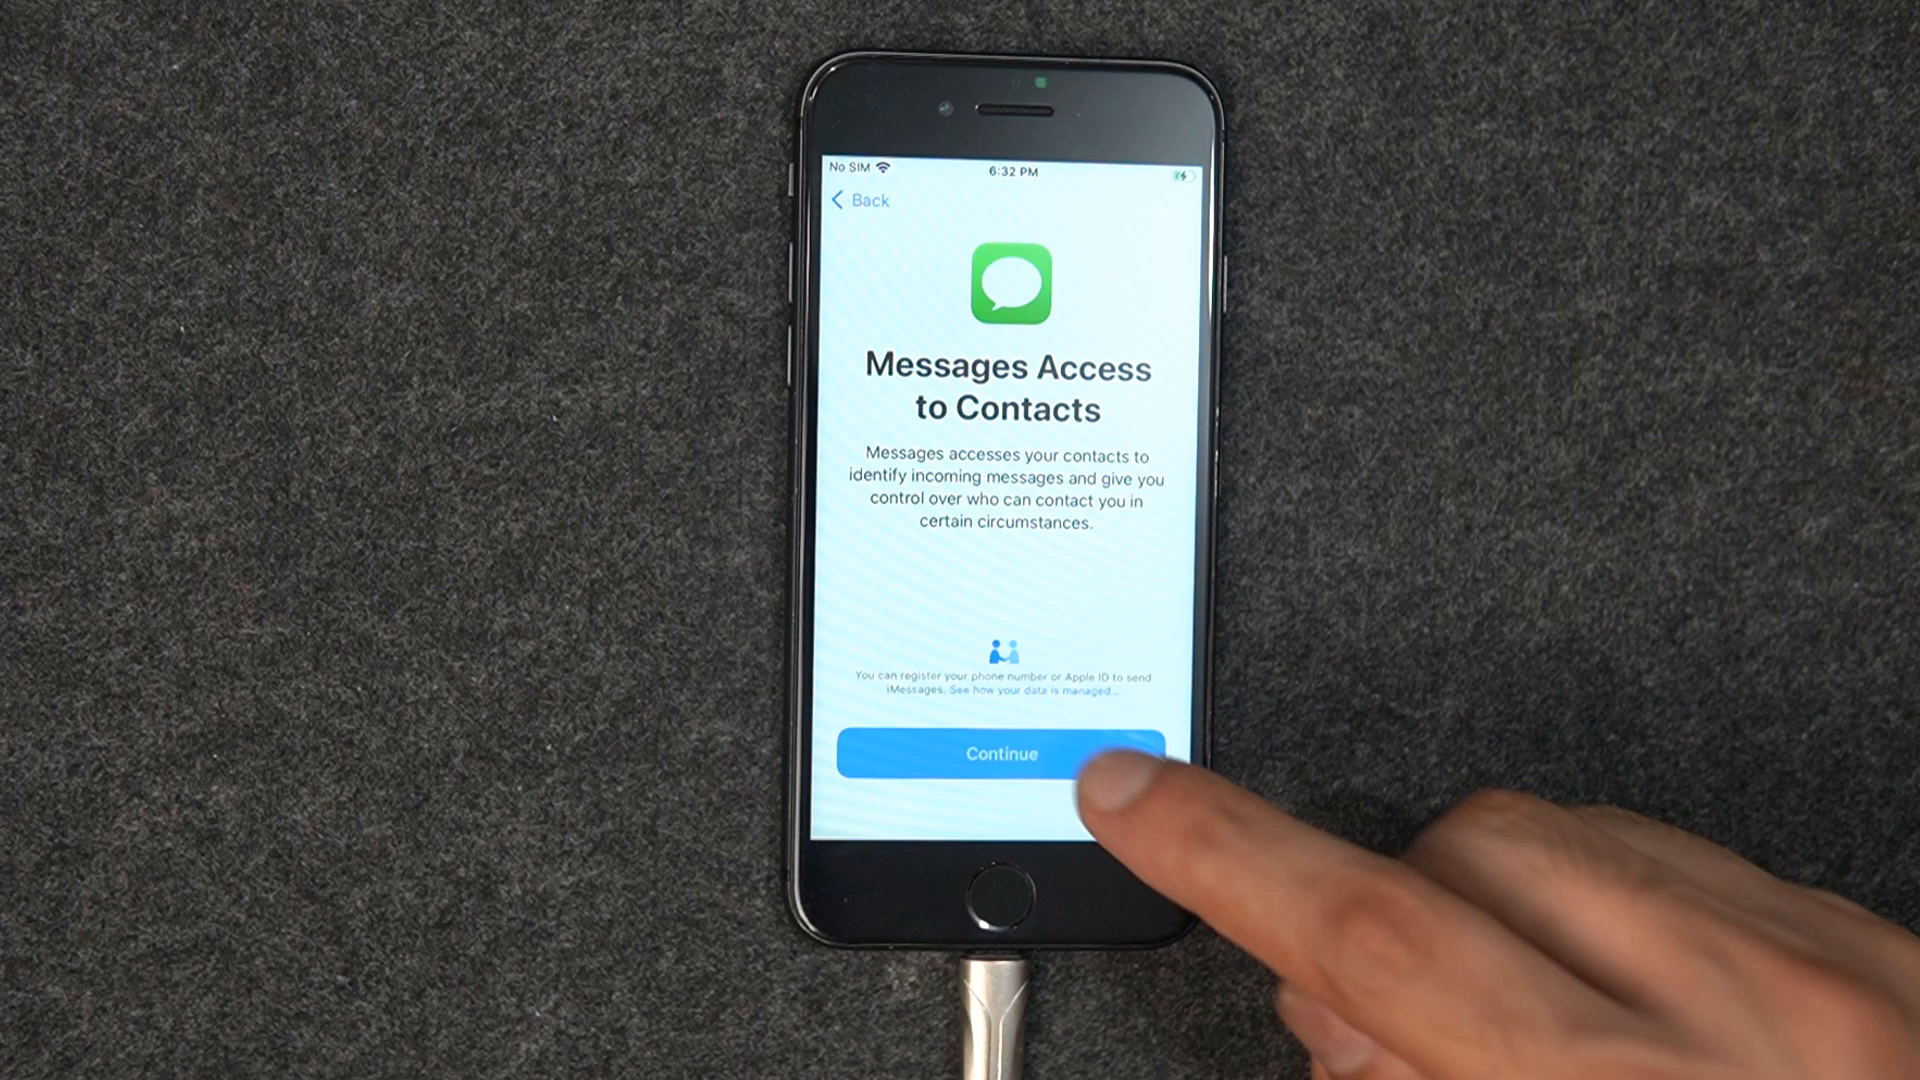 No SIM
6:32 PM
Back
Messages Access
to Contacts
Messages accesses your contacts to
identify incoming messages and give you
control over who can contact you in
certain circumstances.
You can register your phone number or Apple ID to send
iMessages. See how your data is managed...
Continue